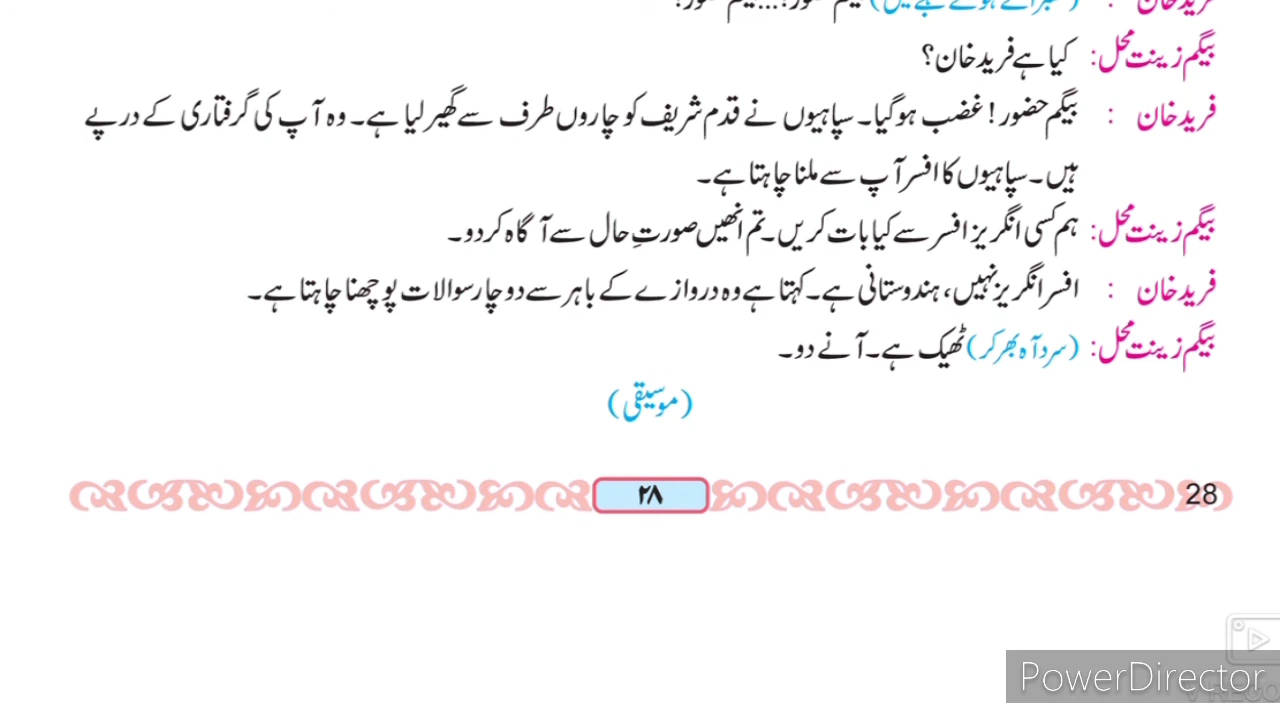 بیگم زینت محل: کیا ہے فرید خان؟
فرید خان : بیگم حضور! غضب ہوگیا۔ سپاہیوں نے قدم شریف کو چاروں طرف سے گھیر لیا ہے۔ وہ آپ کی گرفتاری کے درپے
ہیں۔ سپاہیوں کا افسر آپ سے ملنا چاہتا ہے۔
بیگم زینت محل: ہم کسی انگریز افسر سے کیا بات کریں۔ تم انھیں صورتِ حال سے آگاہ کردو۔
فرید خان : افسر انگریز نہیں، ہندوستانی ہے۔ کہتا ہے وہ دروازے کے باہر سے دوچار سوالات پوچھنا چاہتا ہے۔
بیگم زینت محل: (سرد آہ بھر کر) ٹھیک ہے۔ آنے دو۔
(موسیقی)
۲۸
28
PowerDirector